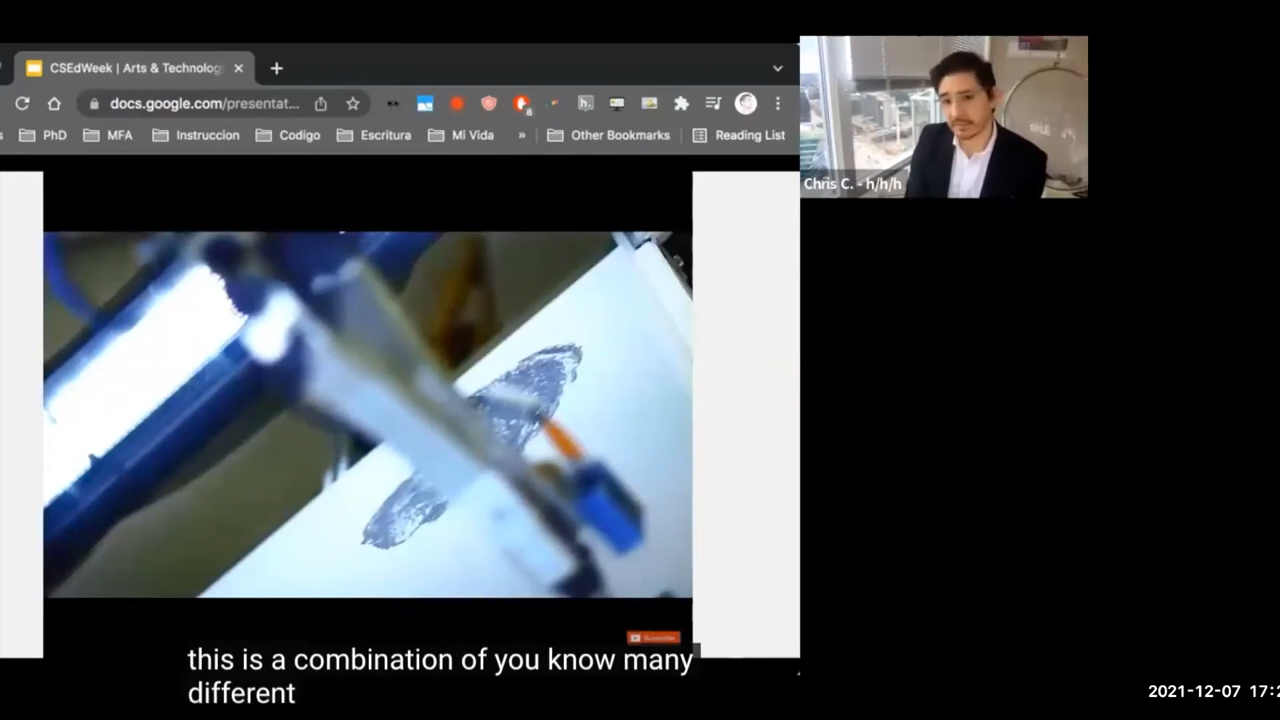 CSEdWeek | Arts & Technolog
docs.google.com/presentat...
PhD MFA Instruccion Codigo Escritura Mi Vida » Other Bookmarks Reading List
Chris C. - h/h/h
Subscribe
this is a combination of you know many
different
2021-12-07 17:2